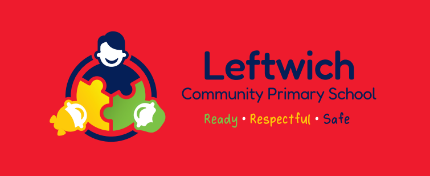 Leftwich
Community Primary School
Ready • Respectful • Safe